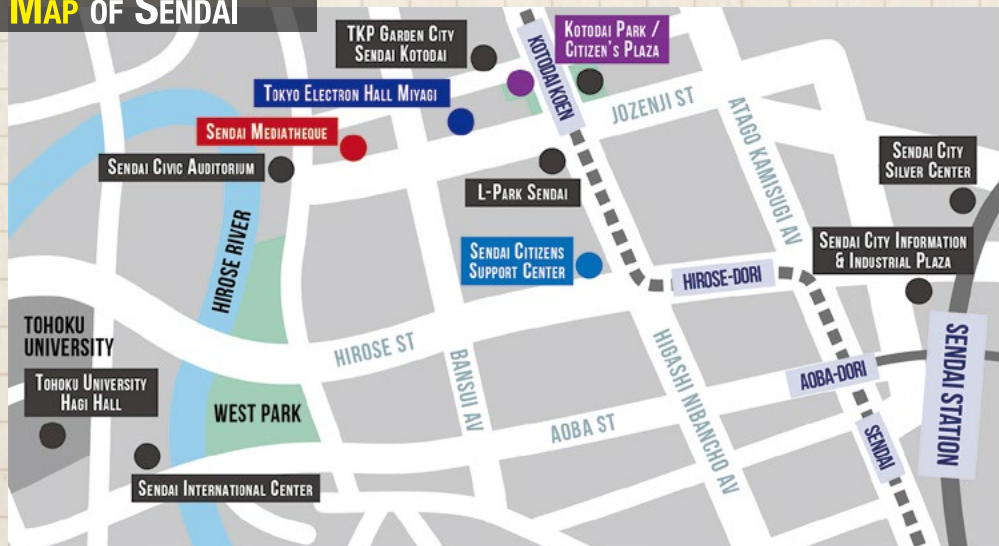 MAP OF SENDAI
TKP GARDEN CITY
SENDAI KOTODAI
KOTODAI KOEN
KOTODAI PARK /
CITIZEN'S PLAZA
TOKYO ELECTRON HALL MIYAGI
JOZENJI ST
ATAGO KAMISUGI AV
SENDAI MEDIATHEQUE
SENDAI CIVIC AUDITORIUM
L-PARK SENDAI
SENDAI CITY
SILVER CENTER
HIROSE RIVER
SENDAI CITIZENS
SUPPORT CENTER
SENDAI CITY INFORMATION
& INDUSTRIAL PLAZA
HIROSE-DORI
TOHOKU
UNIVERSITY
HIROSE ST
BANSUI AV
HIGASHI NIBANCHO AV
AOBA-DORI
SENDAI STATION
TOHOKU UNIVERSITY
HAGI HALL
WEST PARK
AOBA ST
SENDAI
SENDAI INTERNATIONAL CENTER